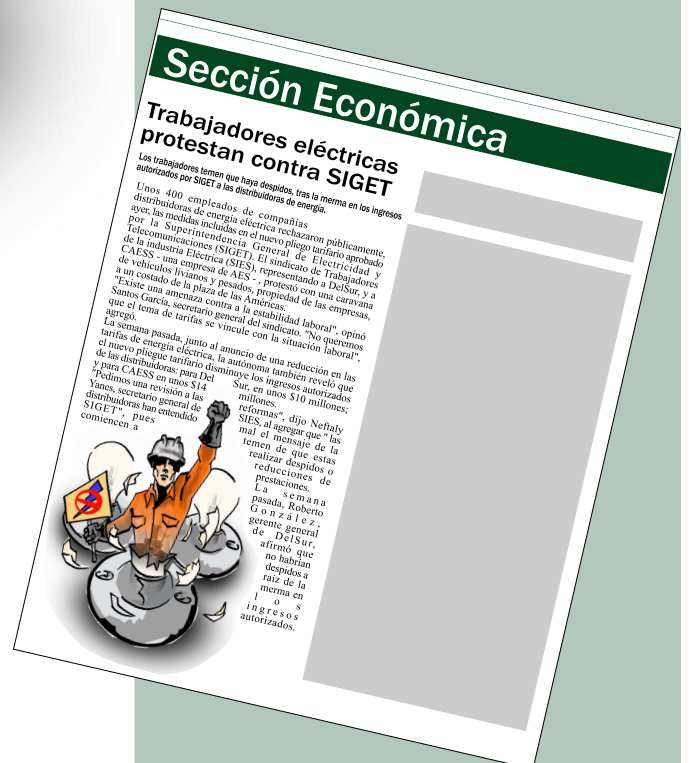 Sección Económica
Trabajadores eléctricas
protestan contra SIGET
Los trabajadores temen que haya despidos, tras la merma en los ingresos
autorizados por SIGET a las distribuidoras de energía.
Unos 400 empleados de compañías
distribuidoras de energía eléctrica rechazaron públicamente,
ayer, las medidas incluidas en el nuevo pliego tarifario aprobado
por la Superintendencia General de Electricidad y
Telecomunicaciones (SIGET). El sindicato de Trabajadores
de la industria Eléctrica (SIES), representando a DelSur, y a
CAESS - una empresa de AES - , protestó con una caravana
de vehículos livianos y pesados, propiedad de las empresas,
a un costado de la plaza de las Américas.
"Existe una amenaza contra a la estabilidad laboral", opinó
Santos García, secretario general del sindicato. "No queremos
que el tema de tarifas se vincule con la situación laboral",
agregó.
La semana pasada, junto al anuncio de una reducción en las
tarifas de energía eléctrica, la autónoma también reveló que
el nuevo pliegue tarifario disminuye los ingresos autorizados
de las distribuidoras: para Del Sur, en unos $10 millones;
y para CAESS en unos $14 millones.
"Pedimos una revisión a las reformas", dijo Neftaly
Yanes, secretario general de SIES, al agregar que " las
distribuidoras han entendido mal el mensaje de la
SIGET", pues temen de que estas
comiencen a realizar despidos o
reducciones de
prestaciones.
La semana
pasada, Roberto
González,
gerente general
de DelSur,
afirmó que
no habrían
despidos a
raíz de la
merma en
los
ingresos
autorizados.